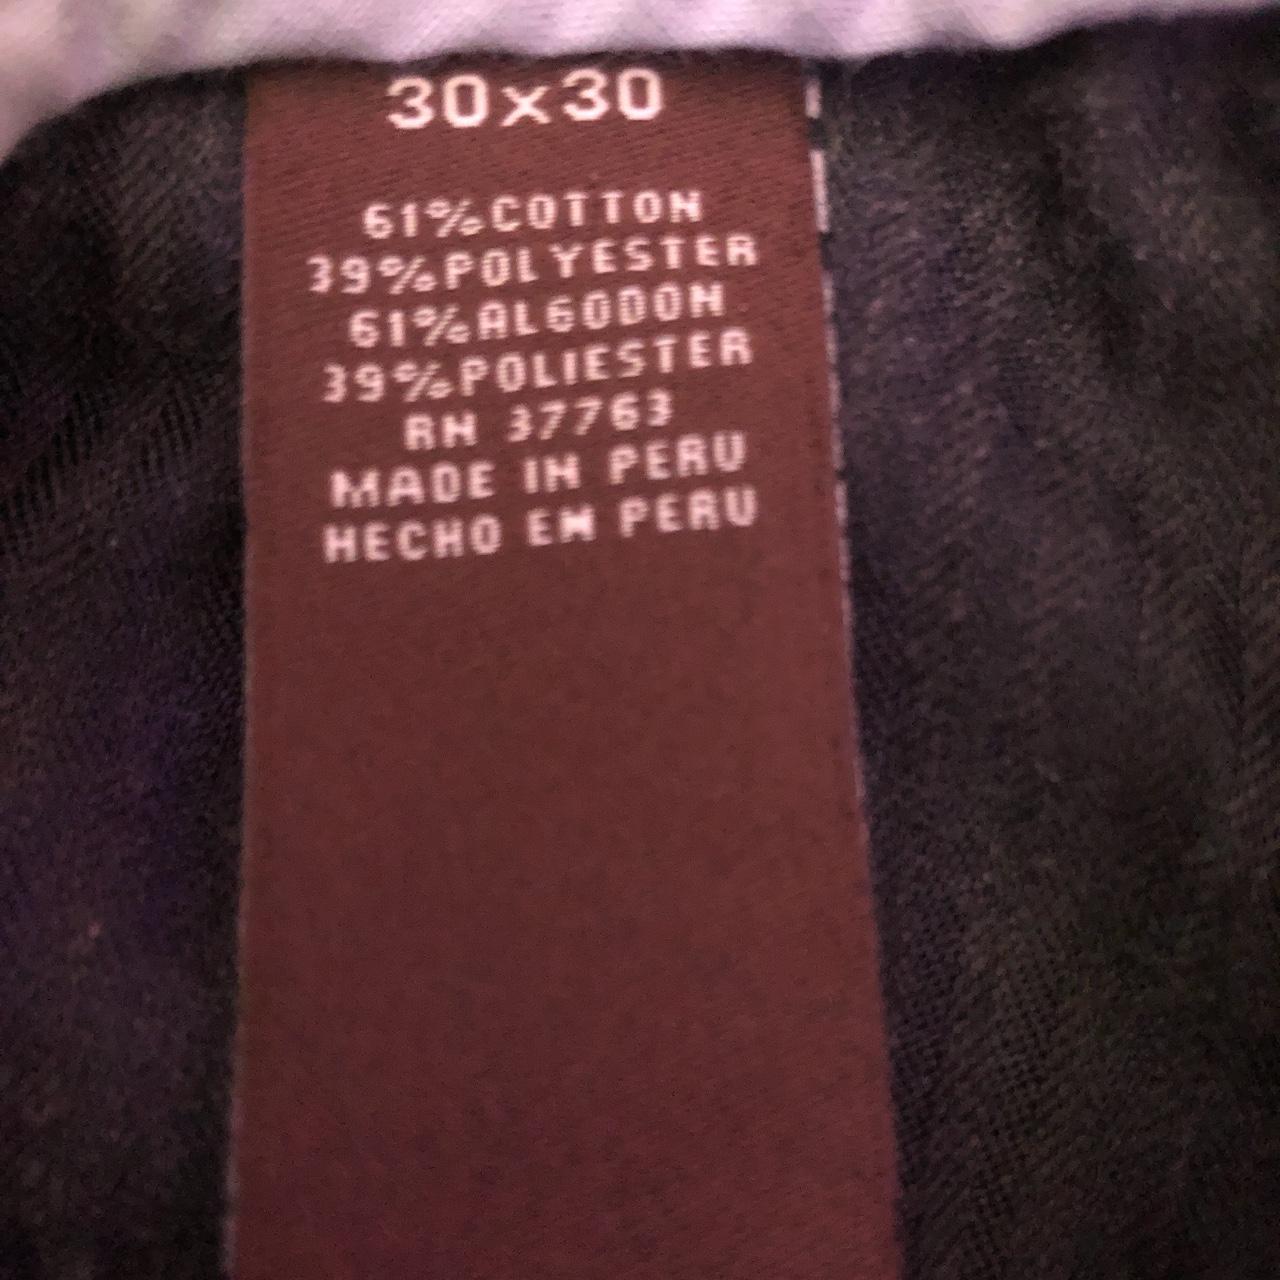 30x30
61%COTTON
39%POLYESTER
61%ALGODON
39%POLIESTER
RN 37763
MADE IN PERU
HECHO EN PERU